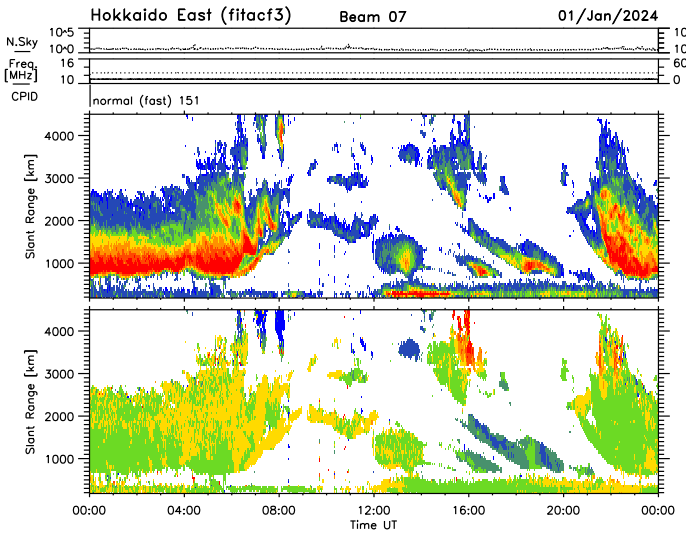 Hokkaido East (fitacf3) Beam 07 01/Jan/2024
N.Sky 10^5 10^0
Freq. [MHz] 16 10 60 0
CPID normal (fast) 151
Slant Range [km] 4000 3000 2000 1000
Slant Range [km] 4000 3000 2000 1000
00:00 04:00 08:00 12:00 16:00 20:00 00:00
Time UT